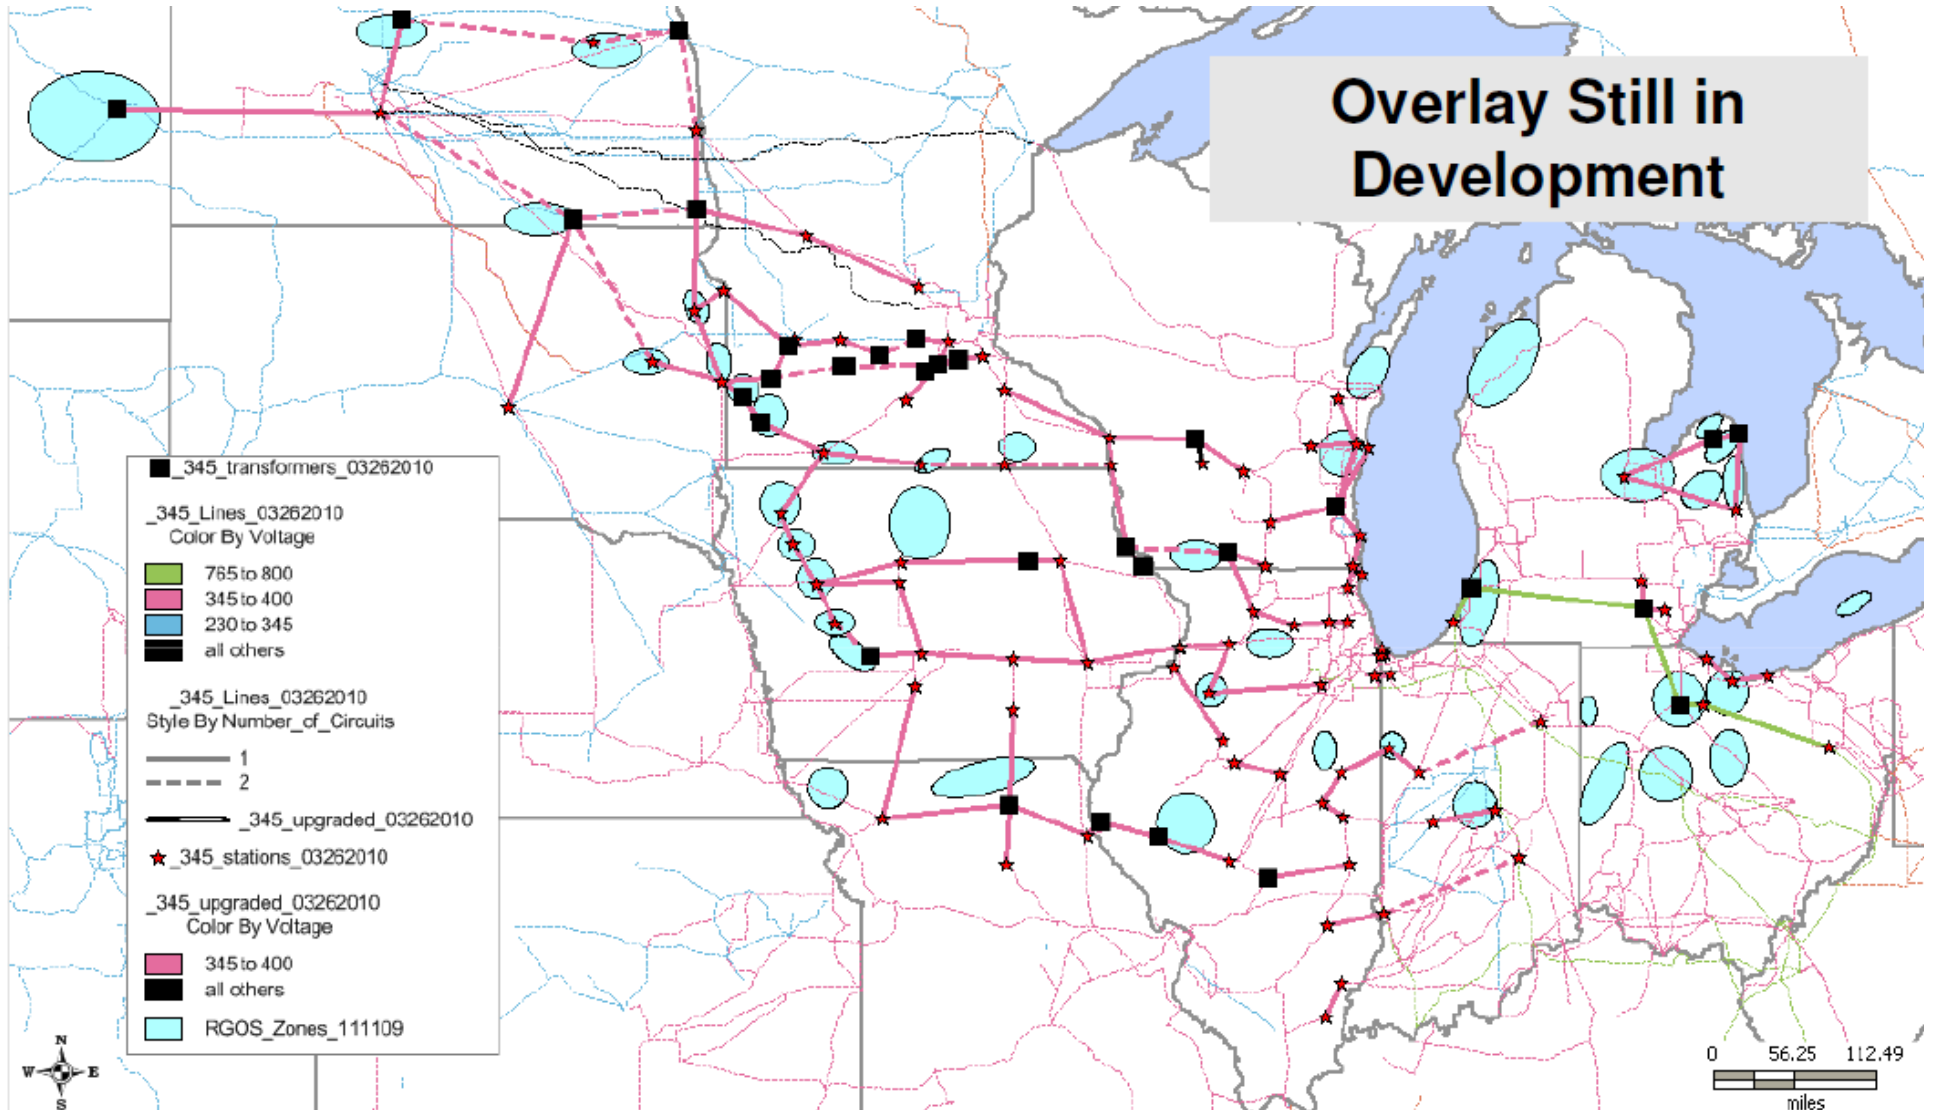 Overlay Still in
Development
_345_transformers_03262010
_345_Lines_03262010
Color By Voltage
765 to 800
345 to 400
230 to 345
all others
_345_Lines_03262010
Style By Number_of_Circuits
1
2
_345_upgraded_03262010
_345_stations_03262010
_345_upgraded_03262010
Color By Voltage
345 to 400
all others
RGOS_Zones_111109
N
W E
S
0 56.25 112.49
miles